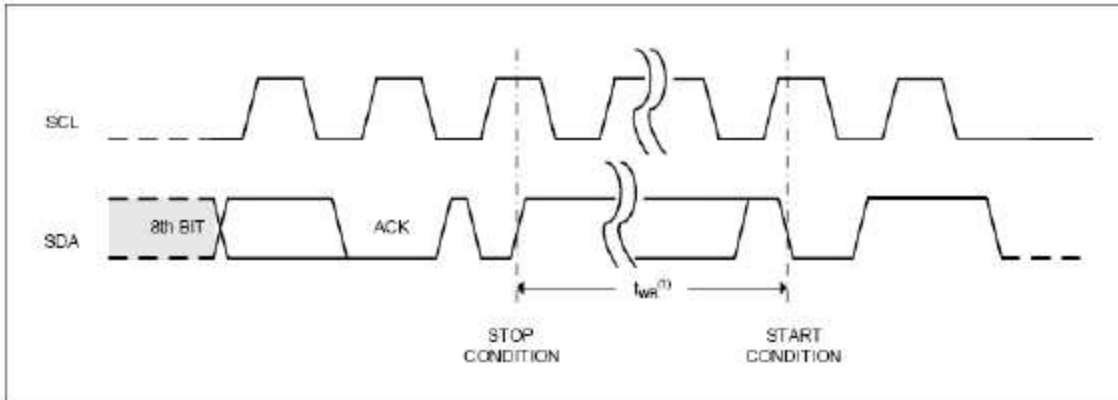 SCL
SDA
8th BIT
ACK
tWR(1)
STOP
CONDITION
START
CONDITION